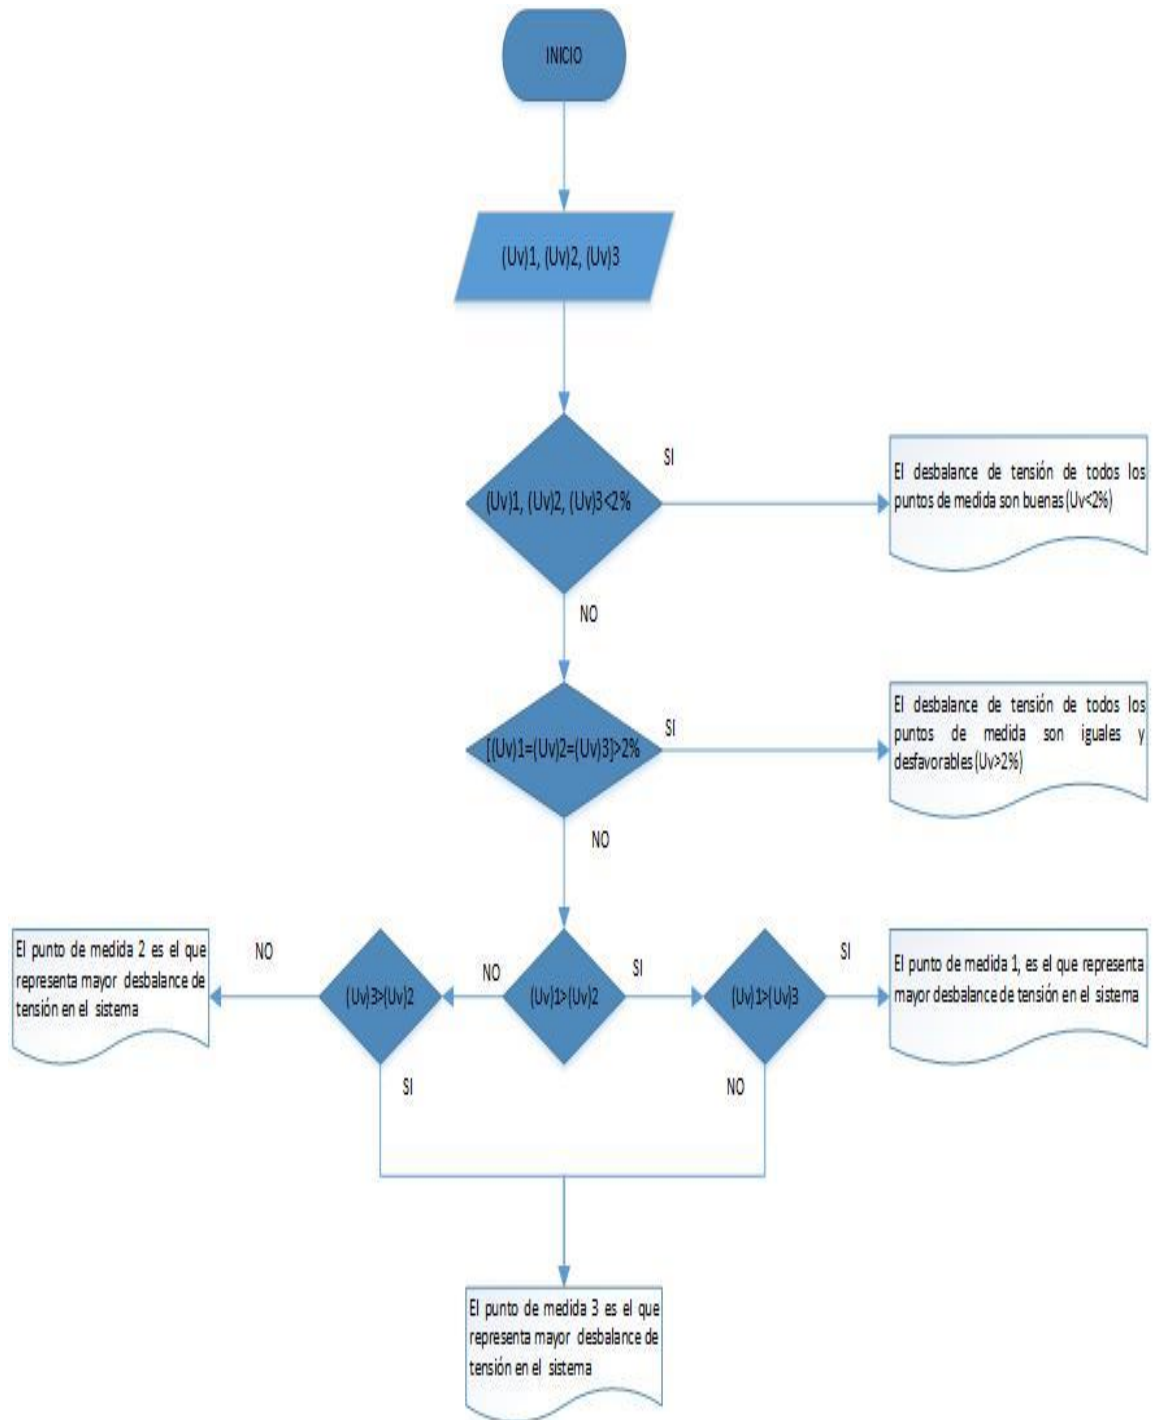 INICIO
(Uv)1, (Uv)2, (Uv)3
(Uv)1, (Uv)2, (Uv)3<2%
SI
El desbalance de tensión de todos los
puntos de medida son buenas (Uv<2%)
NO
[(Uv)1=(Uv)2=(Uv)3]>2%
SI
El desbalance de tensión de todos los
puntos de medida son iguales y
desfavorables (Uv>2%)
NO
El punto de medida 2 es el que
representa mayor desbalance de
tensión en el sistema
NO
(Uv)3>(Uv)2
NO
(Uv)1>(Uv)2
SI
(Uv)1>(Uv)3
SI
El punto de medida 1, es el que representa
mayor desbalance de tensión en el sistema
SI
NO
El punto de medida 3 es el que
representa mayor desbalance de
tensión en el sistema